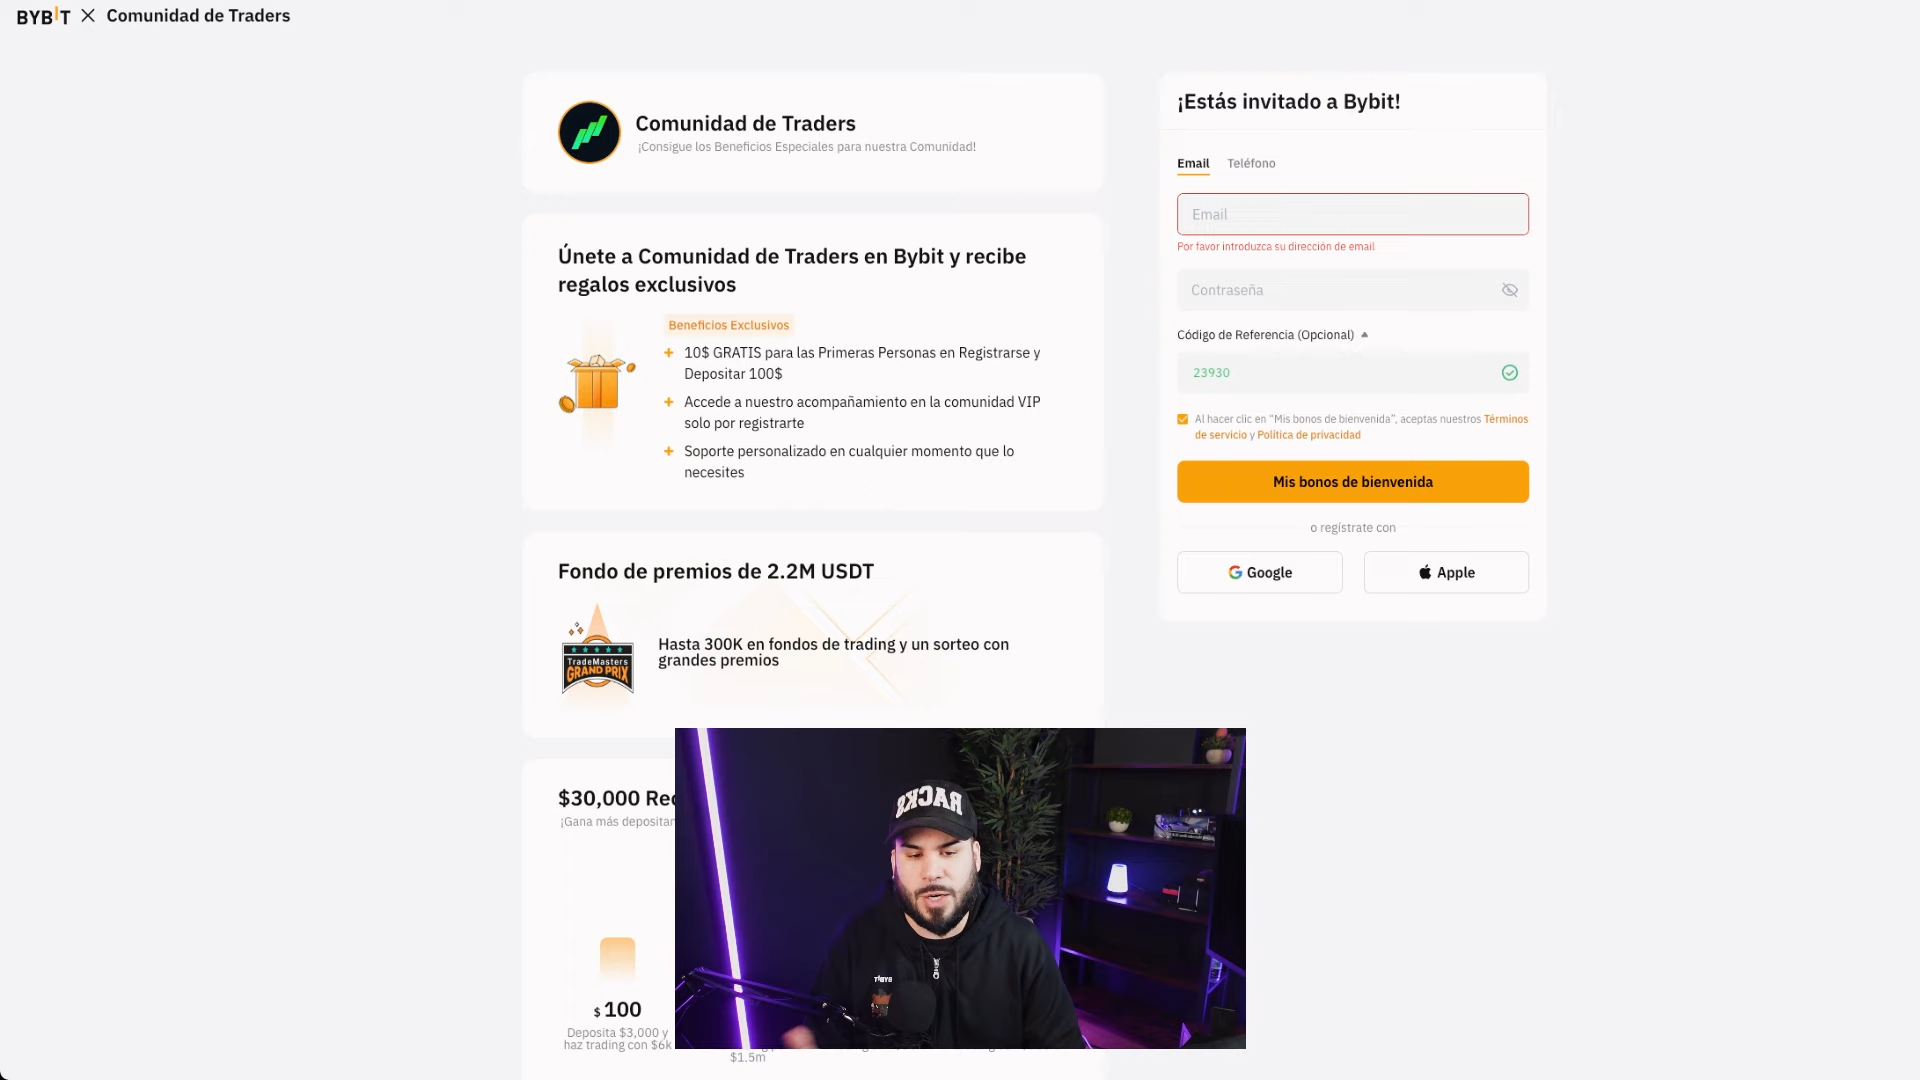 BYBIT X Comunidad de Traders
Comunidad de Traders
¡Consigue los Beneficios Especiales para nuestra Comunidad!
Únete a Comunidad de Traders en Bybit y recibe
regalos exclusivos
Beneficios Exclusivos
+ 10$ GRATIS para las Primeras Personas en Registrarse y
Depositar 100$
+ Accede a nuestro acompañamiento en la comunidad VIP
solo por registrarte
+ Soporte personalizado en cualquier momento que lo
necesites
Fondo de premios de 2.2M USDT
TradeMasters
GRAND PRIX
Hasta 300K en fondos de trading y un sorteo con
grandes premios
$30,000
¡Gana más
$ 100
Deposita $3,000 y
haz trading con $6k
$1.5m
RACKS
¡Estás invitado a Bybit!
Email Teléfono
Email
Por favor introduzca su dirección de email
Contraseña
Código de Referencia (Opcional)
23930
Al hacer clic en “Mis bonos de bienvenida”, aceptas nuestros Términos
de servicio y Política de privacidad
Mis bonos de bienvenida
o regístrate con
Google
Apple